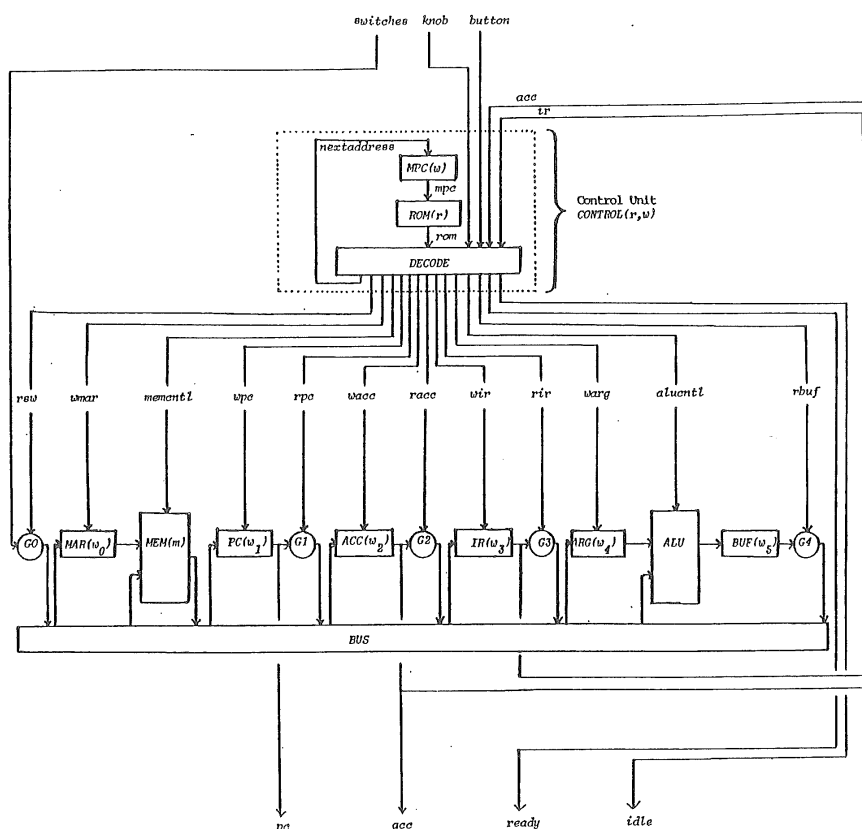 switches knob button
acc
ir
nextaddress
MPC(w)
mpc
ROM(r)
rom
DECODE
Control Unit
CONTROL(r,w)
rsw wmar memcntl wpc rpc wacc racc wir rir warg alucntl rbuf
G0 MAR(w0) MEM(m) PC(w1) G1 ACC(w2) G2 IR(w3) G3 ARG(w4) ALU BUF(w5) G4
BUS
pc acc ready idle